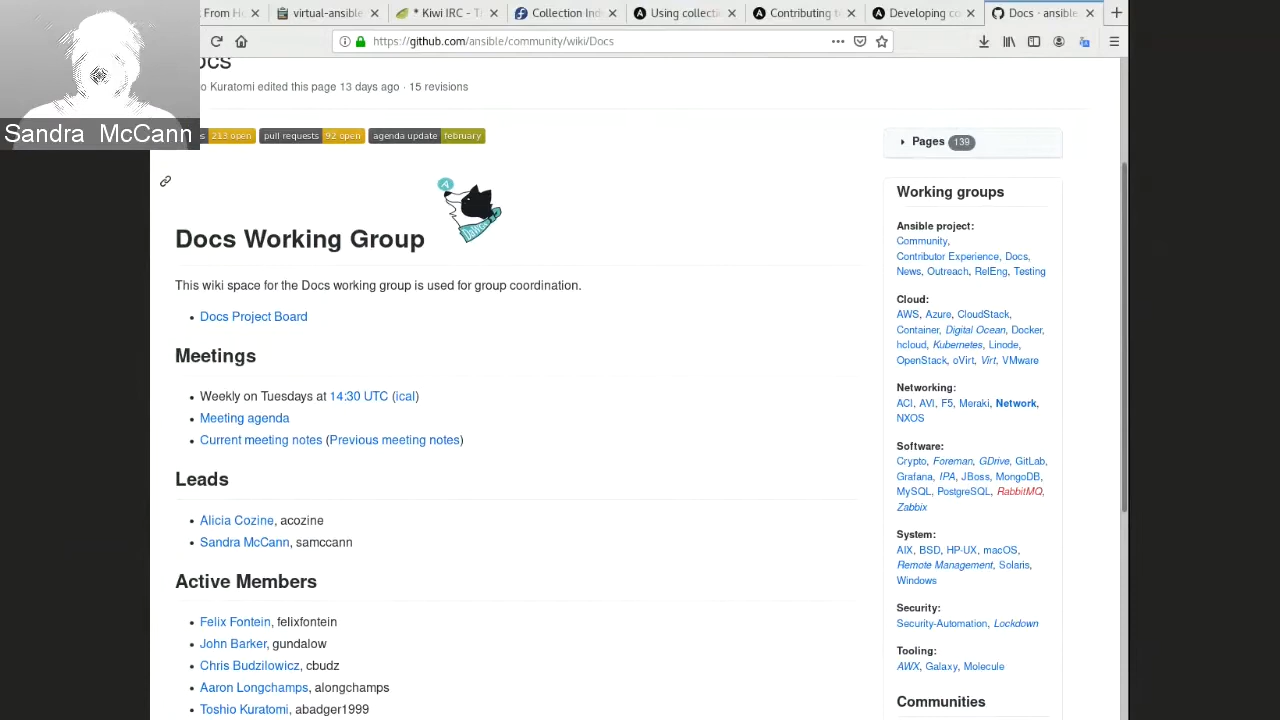 From He
virtual-ansible
* Kiwi IRC - Th
Collection Ind
Using collectio
Contributing to
Developing co
Docs · ansible
https://github.com/ansible/community/wiki/Docs
Docs
o Kuratomi edited this page 13 days ago · 15 revisions
Sandra McCann
s 213 open pull requests 92 open agenda update february
Pages 139
A
DaWGs
Docs Working Group
This wiki space for the Docs working group is used for group coordination.
• Docs Project Board
Meetings
• Weekly on Tuesdays at 14:30 UTC (ical)
• Meeting agenda
• Current meeting notes (Previous meeting notes)
Leads
• Alicia Cozine, acozine
• Sandra McCann, samccann
Active Members
• Felix Fontein, felixfontein
• John Barker, gundalow
• Chris Budzilowicz, cbudz
• Aaron Longchamps, alongchamps
• Toshio Kuratomi, abadger1999
Working groups
Ansible project:
Community,
Contributor Experience, Docs,
News, Outreach, RelEng, Testing
Cloud:
AWS, Azure, CloudStack,
Container, Digital Ocean, Docker,
hcloud, Kubernetes, Linode,
OpenStack, oVirt, Virt, VMware
Networking:
ACI, AVI, F5, Meraki, Network,
NXOS
Software:
Crypto, Foreman, GDrive, GitLab,
Grafana, IPA, JBoss, MongoDB,
MySQL, PostgreSQL, RabbitMQ,
Zabbix
System:
AIX, BSD, HP-UX, macOS,
Remote Management, Solaris,
Windows
Security:
Security-Automation, Lockdown
Tooling:
AWX, Galaxy, Molecule
Communities